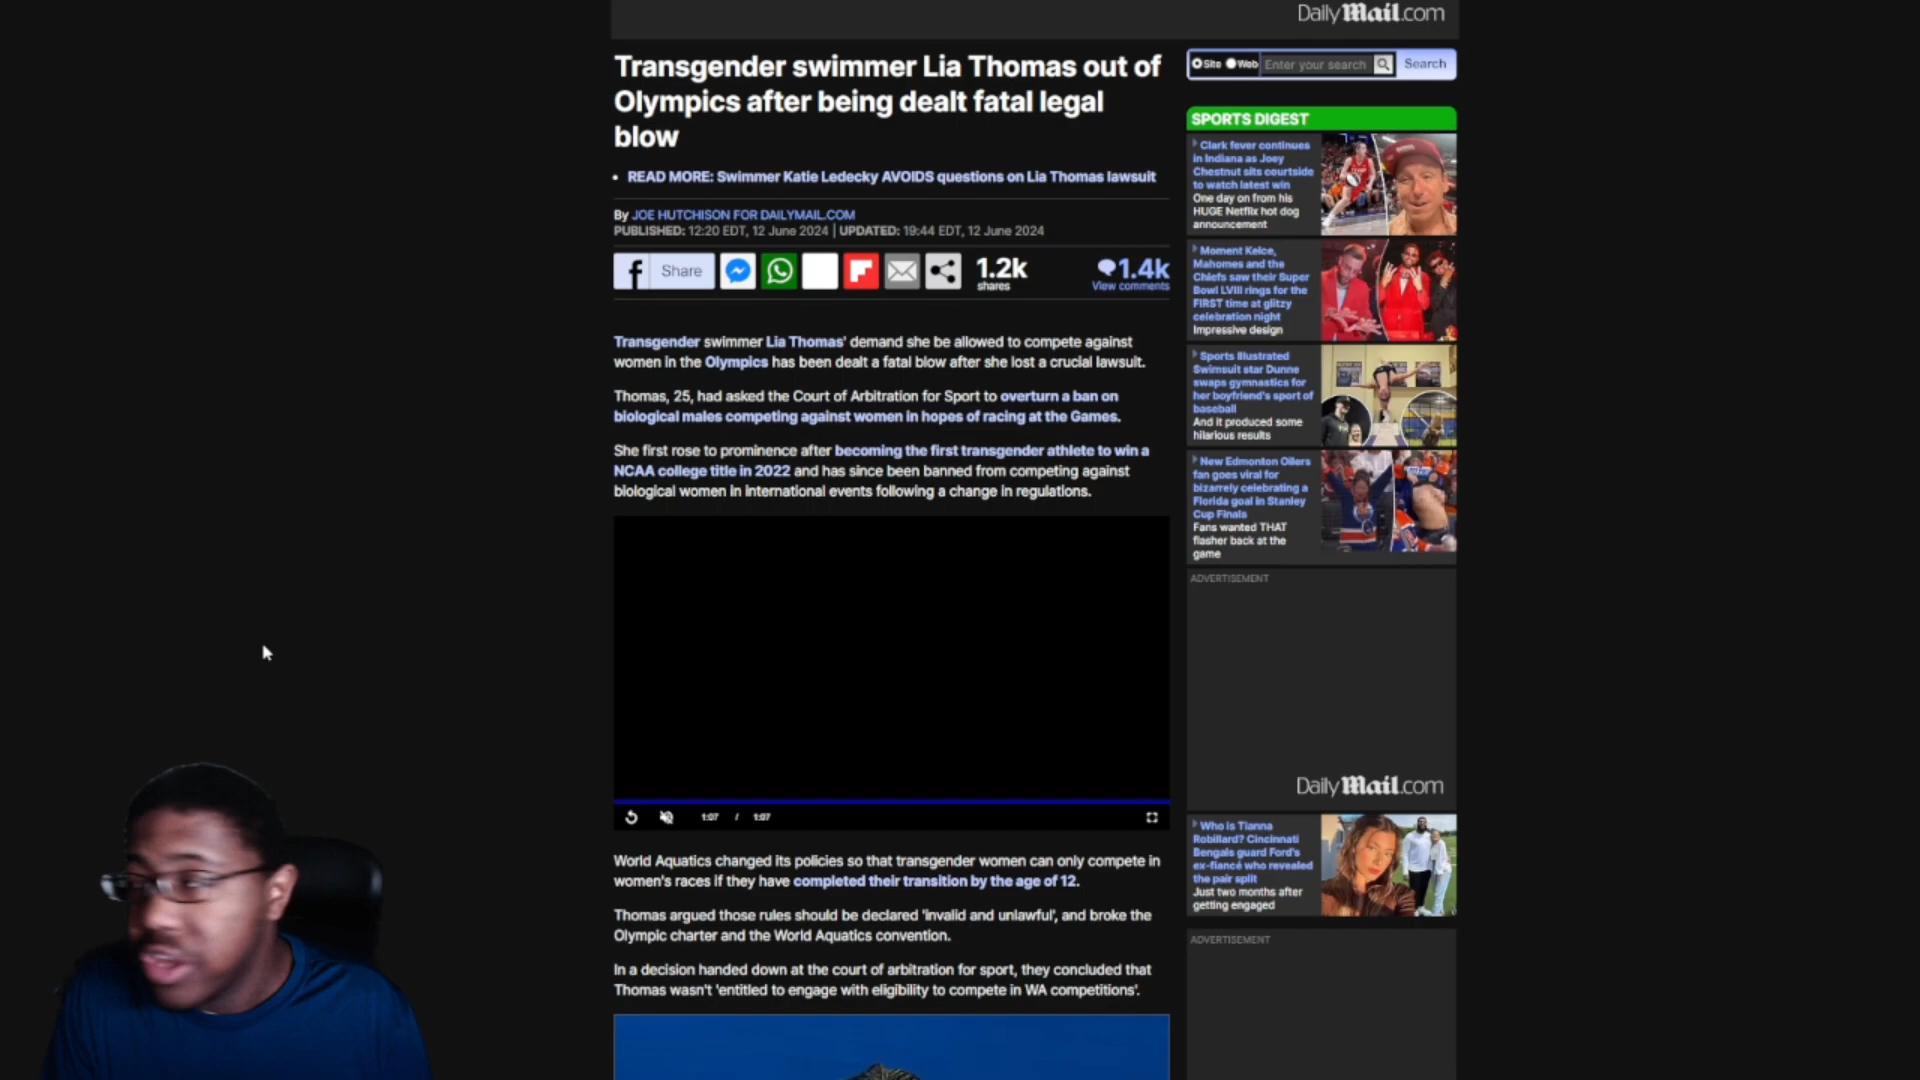 DailyMail.com
Transgender swimmer Lia Thomas out of
Olympics after being dealt fatal legal
blow
READ MORE: Swimmer Katie Ledecky AVOIDS questions on Lia Thomas lawsuit
By JOE HUTCHISON FOR DAILYMAIL.COM
PUBLISHED: 12:20 EDT, 12 June 2024 | UPDATED: 19:44 EDT, 12 June 2024
Share
1.2k
shares
1.4k
View comments
Transgender swimmer Lia Thomas' demand she be allowed to compete against
women in the Olympics has been dealt a fatal blow after she lost a crucial lawsuit.
Thomas, 25, had asked the Court of Arbitration for Sport to overturn a ban on
biological males competing against women in hopes of racing at the Games.
She first rose to prominence after becoming the first transgender athlete to win a
NCAA college title in 2022 and has since been banned from competing against
biological women in international events following a change in regulations.
1:07 / 1:07
World Aquatics changed its policies so that transgender women can only compete in
women's races if they have completed their transition by the age of 12.
Thomas argued those rules should be declared 'invalid and unlawful', and broke the
Olympic charter and the World Aquatics convention.
In a decision handed down at the court of arbitration for sport, they concluded that
Thomas wasn't 'entitled to engage with eligibility to compete in WA competitions'.
Site Web Enter your search Search
SPORTS DIGEST
Clark fever continues
in Indiana as Joey
Chestnut sits courtside
to watch latest win
One day on from his
HUGE Netflix hot dog
announcement
Moment Kelce,
Mahomes and the
Chiefs saw their Super
Bowl LVIII rings for the
FIRST time at glitzy
celebration night
Impressive design
Sports Illustrated
Swimsuit star Dunne
swaps gymnastics for
her boyfriend's sport of
baseball
And it produced some
hilarious results
New Edmonton Oilers
fan goes viral for
bizarrely celebrating a
Florida goal in Stanley
Cup Finals
Fans wanted THAT
flasher back at the
game
ADVERTISEMENT
DailyMail.com
Who is Tianna
Robillard? Cincinnati
Bengals guard Ford's
ex-fiancé who revealed
the pair split
Just two months after
getting engaged
ADVERTISEMENT